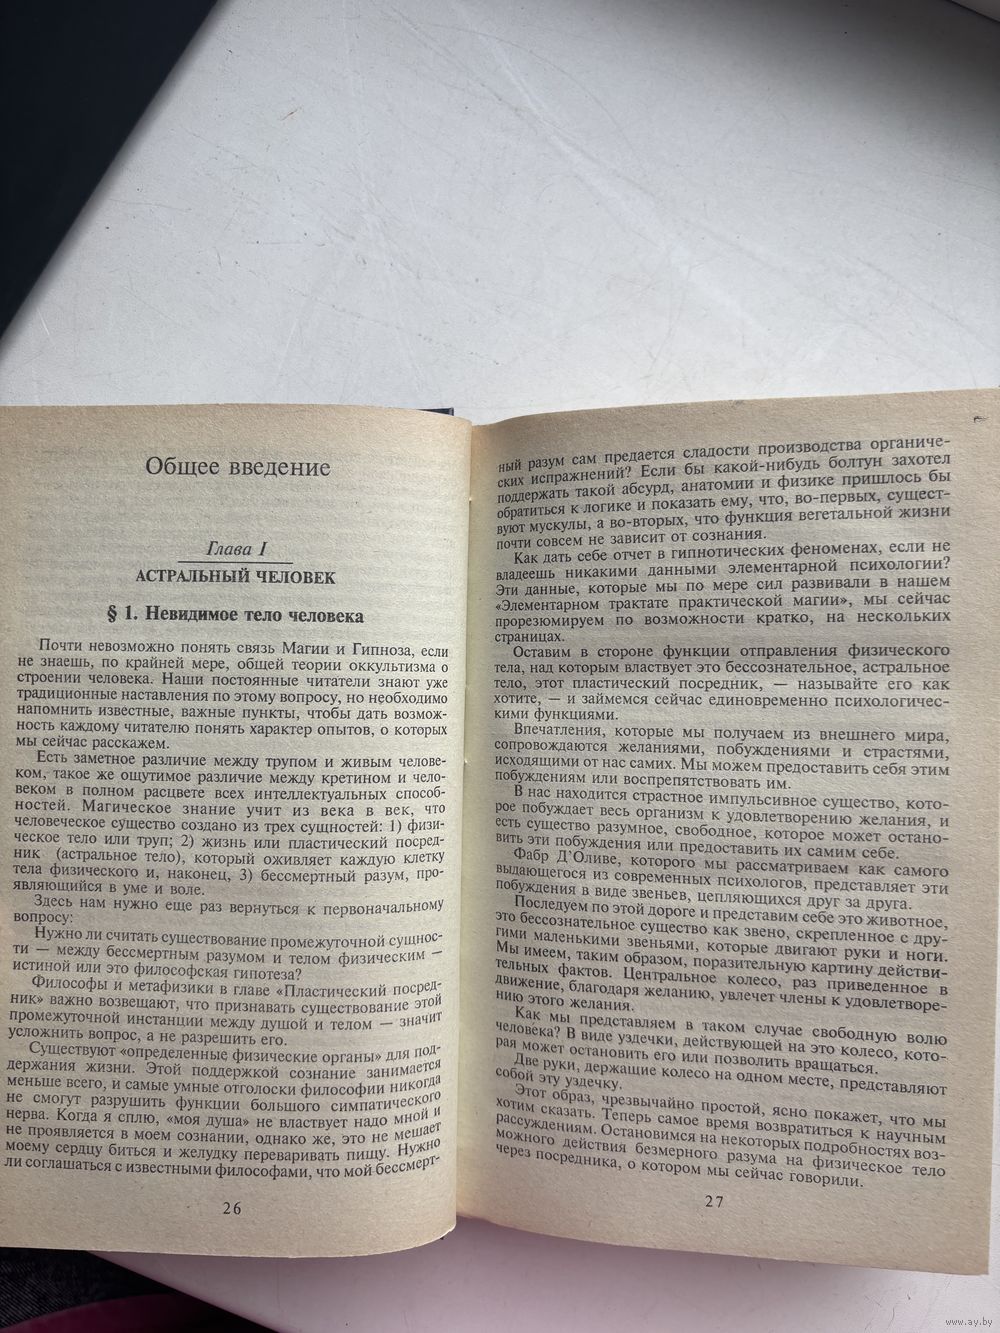 Общее введение
Глава I
АСТРАЛЬНЫЙ ЧЕЛОВЕК
§ 1. Невидимое тело человека
Почти невозможно понять связь Магии и Гипноза, если
не знаешь, по крайней мере, общей теории оккультизма о
строении человека. Наши постоянные читатели знают уже
традиционные наставления по этому вопросу, но необходимо
напомнить известные, важные пункты, чтобы дать возмож-
ность каждому читателю понять характер опытов, о которых
мы сейчас расскажем.
Есть заметное различие между трупом и живым челове-
ком, такое же ощутимое различие между кретином и чело-
веком в полном расцвете всех интеллектуальных способ-
ностей. Магическое знание учит из века в век, что
человеческое существо создано из трех сущностей: 1) физи-
ческое тело или труп; 2) жизнь или пластический посред-
ник (астральное тело), который оживляет каждую клетку
тела физического и, наконец, 3) бессмертный разум, про-
являющийся в уме и воле.
Здесь нам нужно еще раз вернуться к первоначальному
вопросу:
Нужно ли считать существование промежуточной сущнос-
ти — между бессмертным разумом и телом физическим —
истиной или это философская гипотеза?
Философы и метафизики в главе «Пластический посред-
ник» важно возвещают, что признавать существование этой
промежуточной инстанции между душой и телом — значит
усложнить вопрос, а не разрешить его.
Существуют «определенные физические органы» для под-
держания жизни. Этой поддержкой сознание занимается
меньше всего, и самые умные отголоски философии никогда
не смогут разрушить функции большого симпатического
нерва. Когда я сплю, «моя душа» не властвует надо мной и
не проявляется в моем сознании, однако же, это не мешает
моему сердцу биться и желудку переваривать пищу. Нужно
ли соглашаться с известными философами, что мой бессмерт-
26
ный разум сам предается сладости производства органиче-
ских испражнений? Если бы какой-нибудь болтун захотел
поддержать такой абсурд, анатомии и физике пришлось бы
обратиться к логике и показать ему, что, во-первых, сущест-
вуют мускулы, а во-вторых, что функция вегетальной жизни
почти совсем не зависит от сознания.
Как дать себе отчет в гипнотических феноменах, если не
владеешь никакими данными элементарной психологии?
Эти данные, которые мы по мере сил развивали в нашем
«Элементарном трактате практической магии», мы сейчас
прорезюмируем по возможности кратко, на нескольких
страницах.
Оставим в стороне функции отправления физического
тела, над которым властвует это бессознательное, астральное
тело, этот пластический посредник, — называйте его как
хотите, — и займемся сейчас единовременно психологичес-
кими функциями.
Впечатления, которые мы получаем из внешнего мира,
сопровождаются желаниями, побуждениями и страстями,
исходящими от нас самих. Мы можем предоставить себя этим
побуждениям или воспрепятствовать им.
В нас находится страстное импульсивное существо, кото-
рое побуждает весь организм к удовлетворению желания, и
есть существо разумное, свободное, которое может остано-
вить эти побуждения или предоставить их самим себе.
Фабр Д’Оливе, которого мы рассматриваем как самого
выдающегося из современных психологов, представляет эти
побуждения в виде звеньев, цепляющихся друг за друга.
Последуем по этой дороге и представим себе это животное,
это бессознательное существо как звено, скрепленное с дру-
гими маленькими звеньями, которые двигают руки и ноги.
Мы имеем, таким образом, поразительную картину действи-
тельных фактов. Центральное колесо, раз приведенное в
движение, благодаря желанию, увлечет члены к удовлетворе-
нию этого желания.
Как мы представляем в таком случае свободную волю
человека? В виде уздечки, действующей на это колесо, кото-
рая может остановить его или позволить вращаться.
Две руки, держащие колесо на одном месте, представляют
собой эту уздечку.
Этот образ, чрезвычайно простой, ясно покажет, что мы
хотим сказать. Теперь самое время возвратиться к научным
рассуждениям. Остановимся на некоторых подробностях воз-
можного действия безмерного разума на физическое тело
через посредника, о котором мы сейчас говорили.
27
www.ay.by